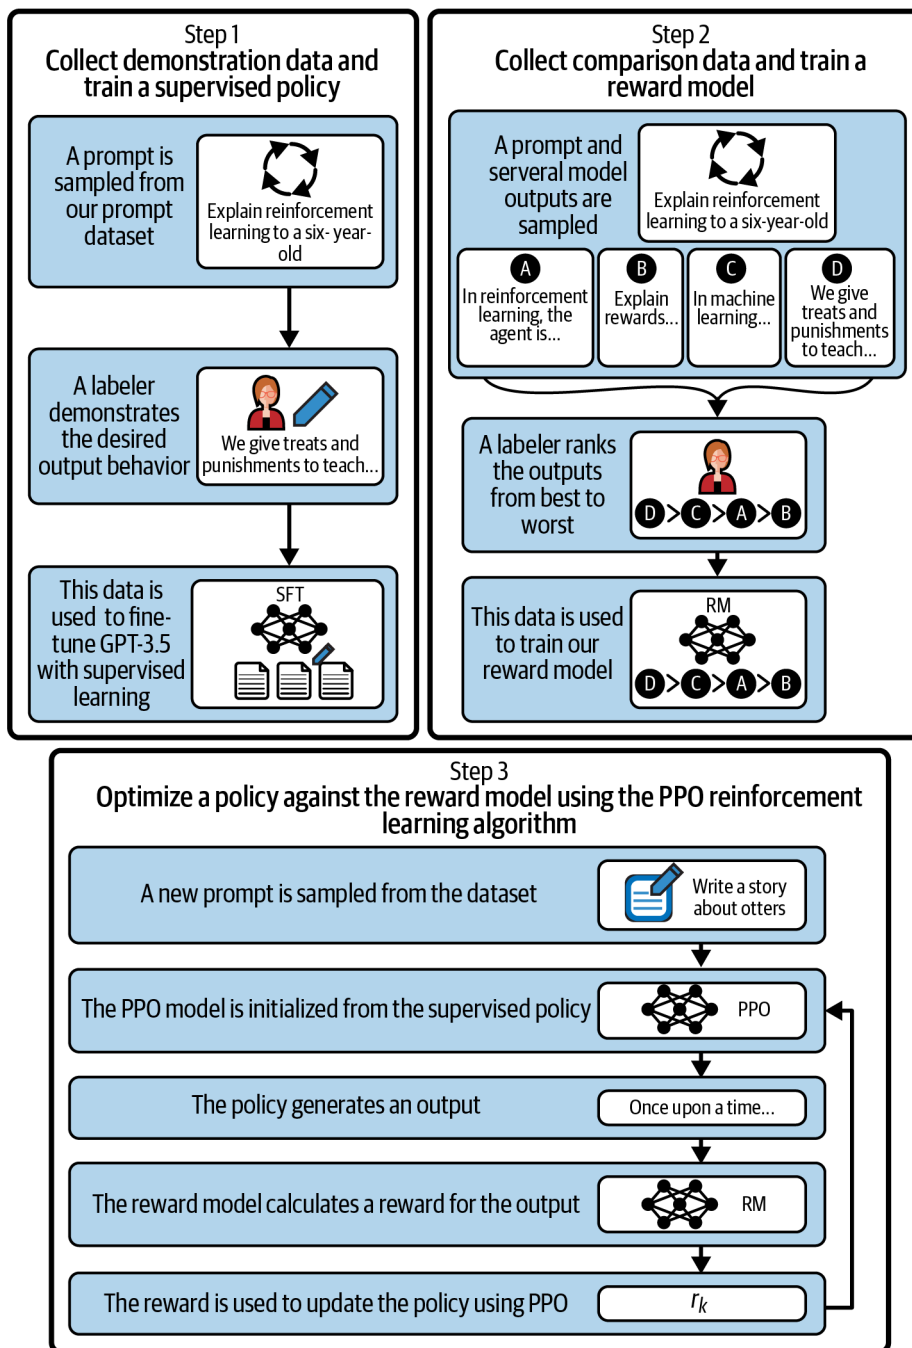 Step 1
Collect demonstration data and
train a supervised policy
A prompt is
sampled from
our prompt
dataset
Explain reinforcement
learning to a six- year-
old
A labeler
demonstrates
the desired
output behavior
We give treats and
punishments to teach...
This data is
used to fine-
tune GPT-3.5
with supervised
learning
SFT
Step 2
Collect comparison data and train a
reward model
A prompt and
serveral model
outputs are
sampled
Explain reinforcement
learning to a six-year-old
A
In reinforcement
learning, the
agent is...
B
Explain
rewards...
C
In machine
learning...
D
We give
treats and
punishments
to teach...
A labeler ranks
the outputs
from best to
worst
D > C > A > B
This data is used
to train our
reward model
RM
D > C > A > B
Step 3
Optimize a policy against the reward model using the PPO reinforcement
learning algorithm
A new prompt is sampled from the dataset
Write a story
about otters
The PPO model is initialized from the supervised policy
PPO
The policy generates an output
Once upon a time...
The reward model calculates a reward for the output
RM
The reward is used to update the policy using PPO
rk